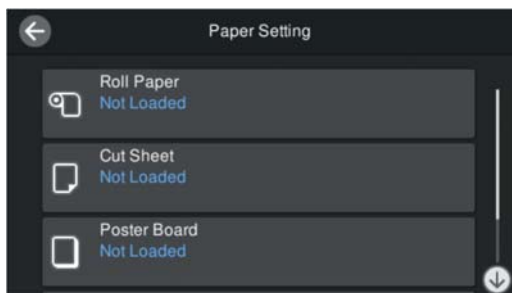 Paper Setting
Roll Paper
Not Loaded
Cut Sheet
Not Loaded
Poster Board
Not Loaded